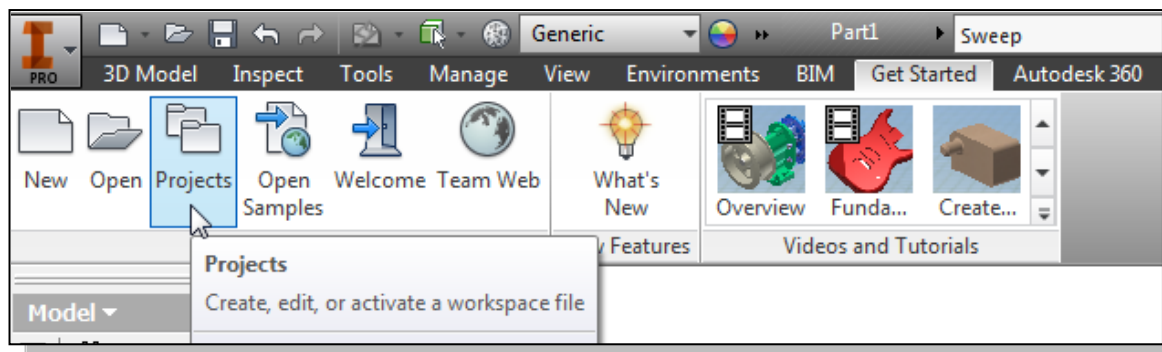 Generic
Part1
Sweep
PRO
3D Model Inspect Tools Manage View Environments BIM Get Started Autodesk 360
New Open Projects Open Samples Welcome Team Web What's New Overview Funda... Create...
Features Videos and Tutorials
Projects
Create, edit, or activate a workspace file
Model